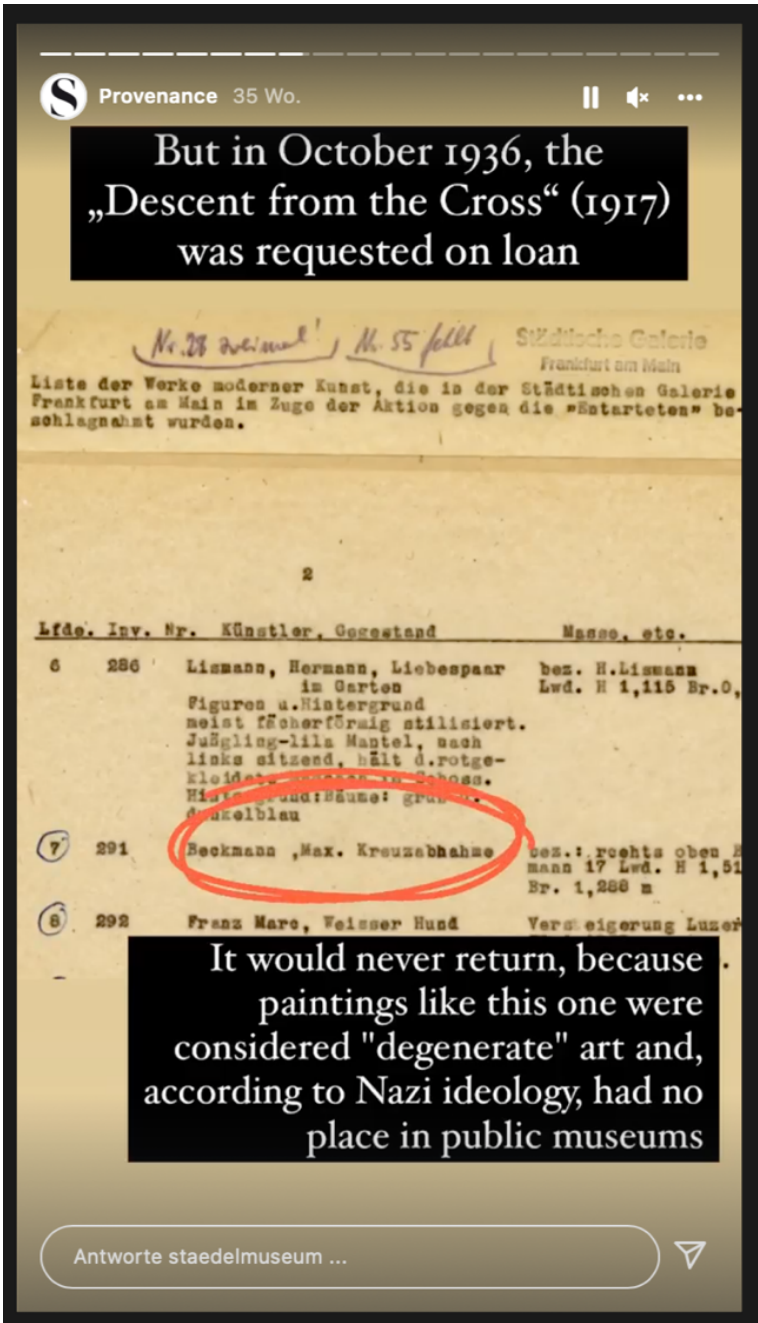 Provenance 35 Wo.
But in October 1936, the
„Descent from the Cross“ (1917)
was requested on loan
Nr. 28 zweimal! Nr. 55 fehlt
Städtische Galerie
Frankfurt am Main
Liste der Werke moderner Kunst, die in der Städtischen Galerie
Frankfurt am Main im Zuge der Aktion gegen die »Entarteten» be-
schlagnahmt wurden.
2
Lfde. Inv. Nr. Künstler, Gegestand Masse, etc.
6 286 Lismann, Hermann, Liebespaar bez. H.Lismann
im Garten Lwd. H 1,115 Br.0,
Figuren u.Hintergrund
meist fächerförmig stilisiert.
Jüngling-lila Mantel, nach
links sitzend, hält d.rotge-
Schoss.
dunkelblau
7 291 Beckmann ,Max. Kreuzabhahme bez.: rechts oben B
mann 17 Lwd. H 1,51
Br. 1,288 m
8 292 Franz Marc, Weisser Hund Versteigerung Luzer
It would never return, because
paintings like this one were
considered "degenerate" art and,
according to Nazi ideology, had no
place in public museums
Antworte staedelmuseum ...